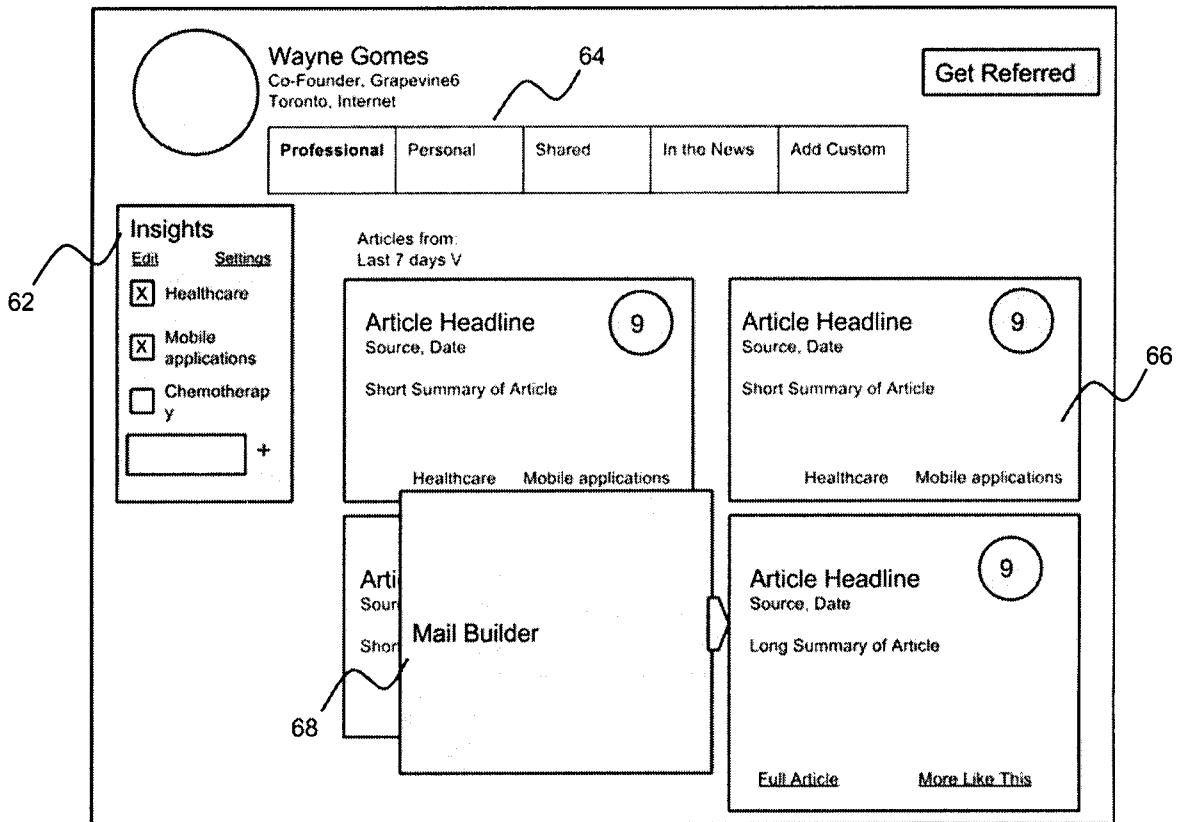 Wayne Gomes
Co-Founder, Grapevine6
Toronto, Internet
64
Get Referred
Professional Personal Shared In the News Add Custom
Insights
Edit Settings
X Healthcare
X Mobile
applications
Chemotherap
y
+
62
Articles from:
Last 7 days V
Article Headline 9
Source, Date
Short Summary of Article
Healthcare Mobile applications
Article Headline 9
Source, Date
Short Summary of Article
Healthcare Mobile applications
66
Arti
Sour
Shor
Mail Builder
68
Article Headline 9
Source, Date
Long Summary of Article
Full Article More Like This